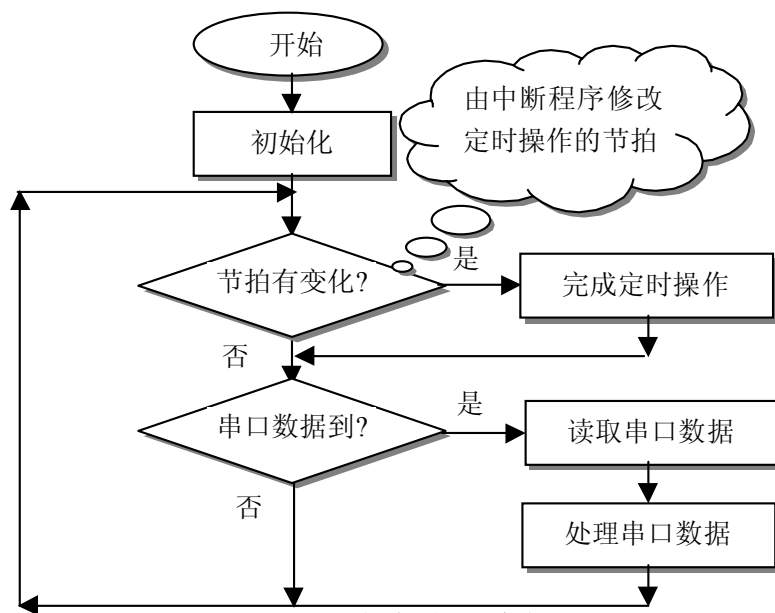 开始
由中断程序修改
定时操作的节拍
初始化
节拍有变化?
是
完成定时操作
否
串口数据到?
是
读取串口数据
否
处理串口数据